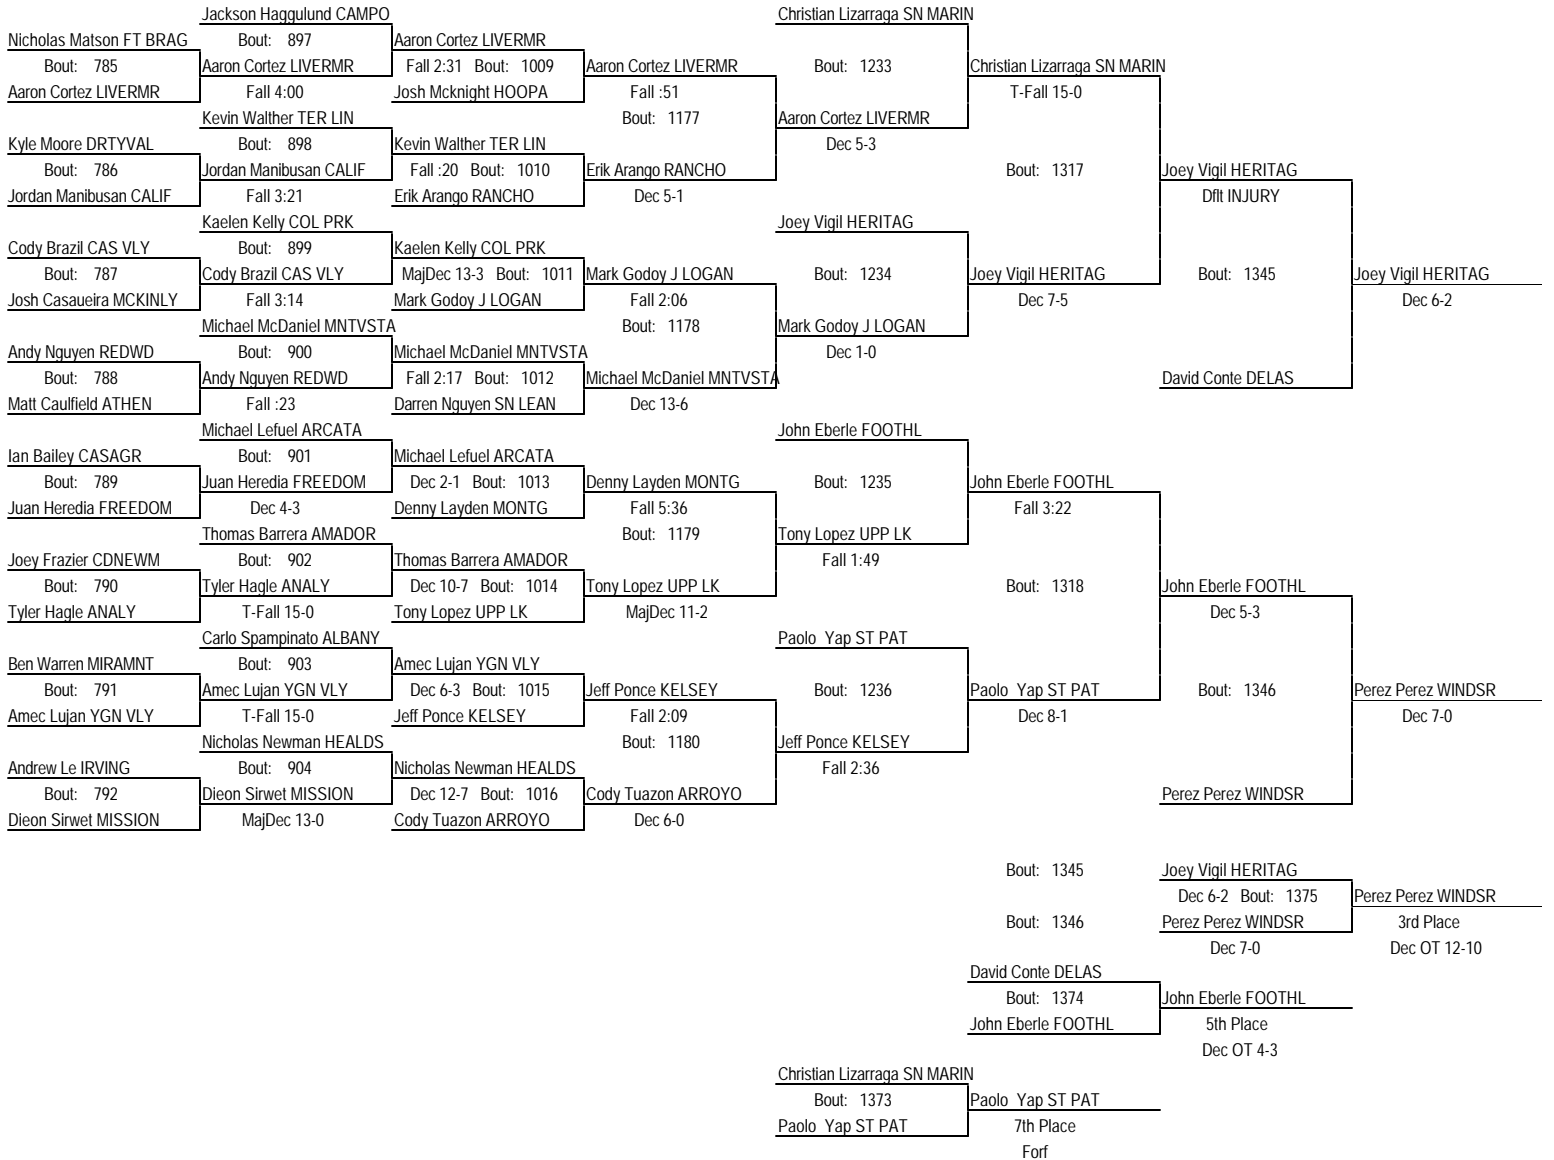 Jackson Haggulund CAMPO
Christian Lizarraga SN MARIN
Nicholas Matson FT BRAG
Bout: 897
Aaron Cortez LIVERMR
Bout: 785
Aaron Cortez LIVERMR
Fall 2:31 Bout: 1009
Aaron Cortez LIVERMR
Bout: 1233
Christian Lizarraga SN MARIN
Aaron Cortez LIVERMR
Fall 4:00
Josh Mcknight HOOPA
Fall :51
T-Fall 15-0
Kevin Walther TER LIN
Bout: 1177
Aaron Cortez LIVERMR
Kyle Moore DRTYVAL
Bout: 898
Kevin Walther TER LIN
Dec 5-3
Bout: 786
Jordan Manibusan CALIF
Fall :20 Bout: 1010
Erik Arango RANCHO
Bout: 1317
Joey Vigil HERITAG
Jordan Manibusan CALIF
Fall 3:21
Erik Arango RANCHO
Dec 5-1
Dflt INJURY
Kaelen Kelly COL PRK
Joey Vigil HERITAG
Cody Brazil CAS VLY
Bout: 899
Kaelen Kelly COL PRK
Bout: 787
Cody Brazil CAS VLY
MajDec 13-3 Bout: 1011
Mark Godoy J LOGAN
Bout: 1234
Joey Vigil HERITAG
Bout: 1345
Joey Vigil HERITAG
Josh Casaueira MCKINLY
Fall 3:14
Mark Godoy J LOGAN
Fall 2:06
Dec 7-5
Dec 6-2
Michael McDaniel MNTVSTA
Bout: 1178
Mark Godoy J LOGAN
Andy Nguyen REDWD
Bout: 900
Michael McDaniel MNTVSTA
Dec 1-0
Bout: 788
Andy Nguyen REDWD
Fall 2:17 Bout: 1012
Michael McDaniel MNTVSTA
David Conte DELAS
Matt Caulfield ATHEN
Fall :23
Darren Nguyen SN LEAN
Dec 13-6
Michael Lefuel ARCATA
John Eberle FOOTHL
Ian Bailey CASAGR
Bout: 901
Michael Lefuel ARCATA
Bout: 789
Juan Heredia FREEDOM
Dec 2-1 Bout: 1013
Denny Layden MONTG
Bout: 1235
John Eberle FOOTHL
Juan Heredia FREEDOM
Dec 4-3
Denny Layden MONTG
Fall 5:36
Fall 3:22
Thomas Barrera AMADOR
Bout: 1179
Tony Lopez UPP LK
Joey Frazier CDNEWM
Bout: 902
Thomas Barrera AMADOR
Fall 1:49
Bout: 790
Tyler Hagle ANALY
Dec 10-7 Bout: 1014
Tony Lopez UPP LK
Bout: 1318
John Eberle FOOTHL
Tyler Hagle ANALY
T-Fall 15-0
Tony Lopez UPP LK
MajDec 11-2
Dec 5-3
Carlo Spampinato ALBANY
Paolo Yap ST PAT
Ben Warren MIRAMNT
Bout: 903
Amec Lujan YGN VLY
Bout: 791
Amec Lujan YGN VLY
Dec 6-3 Bout: 1015
Jeff Ponce KELSEY
Bout: 1236
Paolo Yap ST PAT
Bout: 1346
Perez Perez WINDSR
Amec Lujan YGN VLY
T-Fall 15-0
Jeff Ponce KELSEY
Fall 2:09
Dec 8-1
Dec 7-0
Nicholas Newman HEALDS
Bout: 1180
Jeff Ponce KELSEY
Andrew Le IRVING
Bout: 904
Nicholas Newman HEALDS
Fall 2:36
Bout: 792
Dieon Sirwet MISSION
Dec 12-7 Bout: 1016
Cody Tuazon ARROYO
Perez Perez WINDSR
Dieon Sirwet MISSION
MajDec 13-0
Cody Tuazon ARROYO
Dec 6-0
Bout: 1345
Joey Vigil HERITAG
Dec 6-2 Bout: 1375
Perez Perez WINDSR
Bout: 1346
Perez Perez WINDSR
3rd Place
Dec 7-0
Dec OT 12-10
David Conte DELAS
Bout: 1374
John Eberle FOOTHL
John Eberle FOOTHL
5th Place
Dec OT 4-3
Christian Lizarraga SN MARIN
Bout: 1373
Paolo Yap ST PAT
Paolo Yap ST PAT
7th Place
Forf